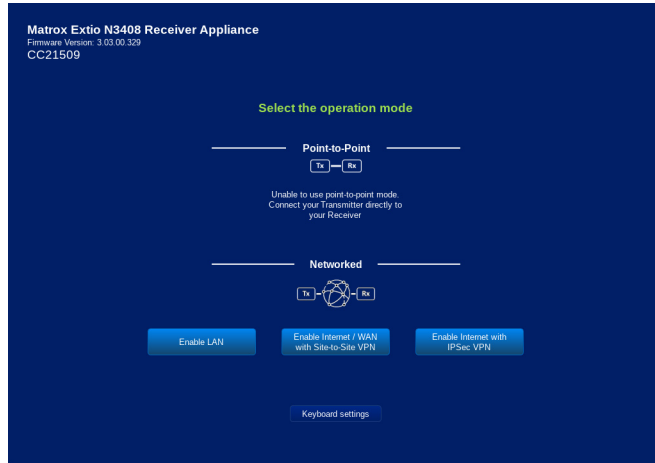 Matrox Extio N3408 Receiver Appliance
Firmware Version: 3.03.00.329
CC21509
Select the operation mode
Point-to-Point
Tx Rx
Unable to use point-to-point mode.
Connect your Transmitter directly to
your Receiver
Networked
Tx Rx
Enable LAN
Enable Internet / WAN
with Site-to-Site VPN
Enable Internet with
IPSec VPN
Keyboard settings